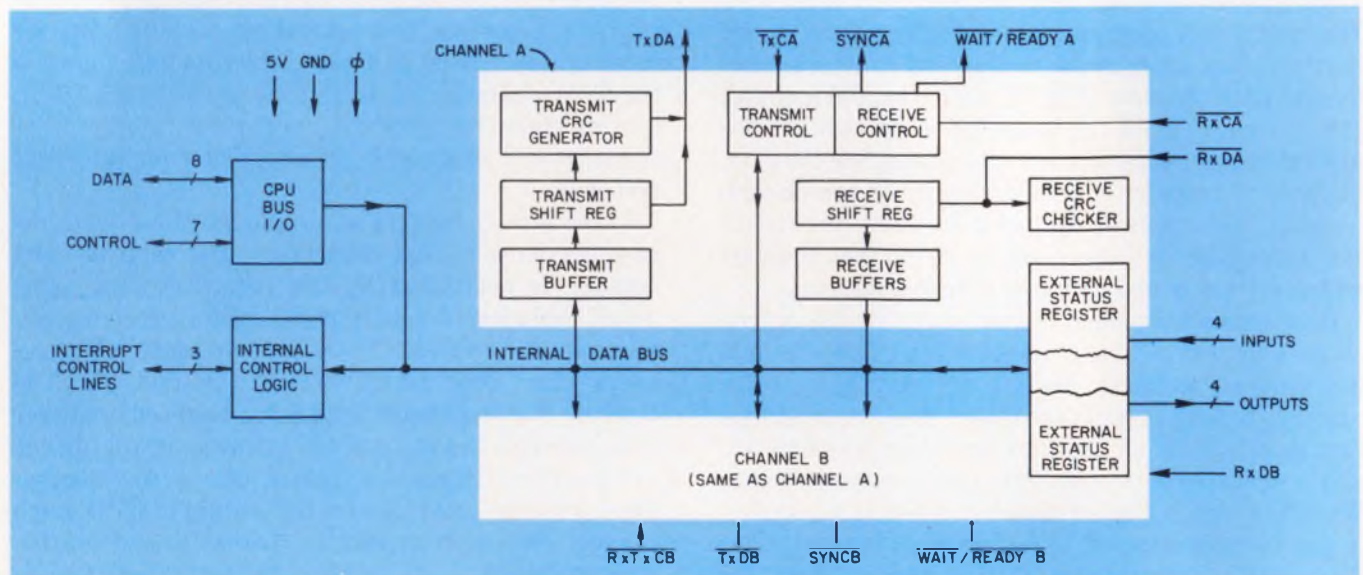 CHANNEL A
TxDA
TxCA
SYNCA
WAIT/READY A
5V GND ϕ
TRANSMIT
CRC
GENERATOR
TRANSMIT
CONTROL
RECEIVE
CONTROL
RxCA
RxDA
8
DATA
CPU
BUS
I/O
7
CONTROL
TRANSMIT
SHIFT REG
RECEIVE
SHIFT REG
RECEIVE
CRC
CHECKER
TRANSMIT
BUFFER
RECEIVE
BUFFERS
EXTERNAL
STATUS
REGISTER
4
INPUTS
INTERRUPT
CONTROL
LINES
3
INTERNAL
CONTROL
LOGIC
INTERNAL DATA BUS
4
OUTPUTS
EXTERNAL
STATUS
REGISTER
CHANNEL B
(SAME AS CHANNEL A)
RxDB
RxTxCB
TxDB
SYNCB
WAIT/READY B